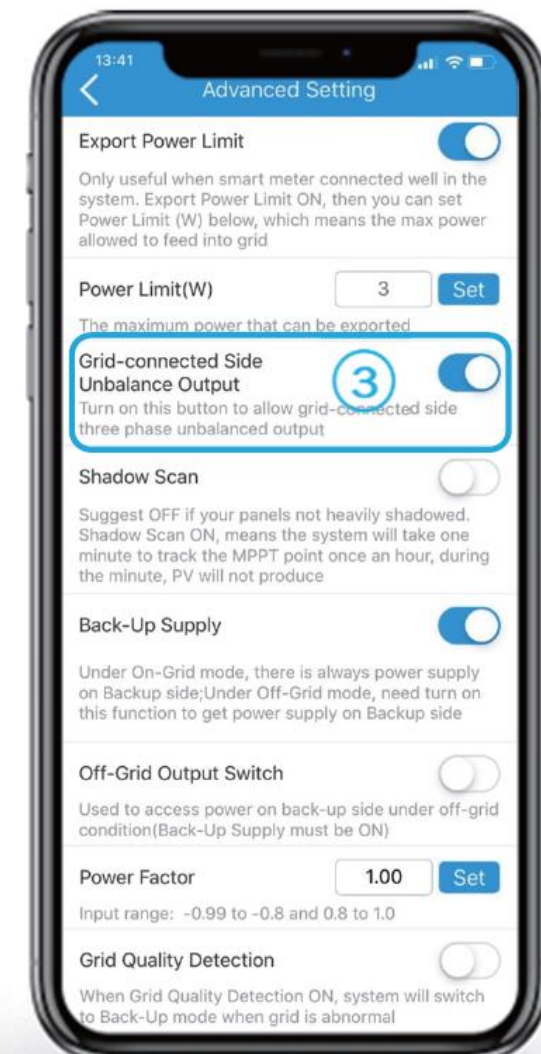 13:41
Advanced Setting
Export Power Limit
Only useful when smart meter connected well in the
system. Export Power Limit ON, then you can set
Power Limit (W) below, which means the max power
allowed to feed into grid
Power Limit(W) 3 Set
The maximum power that can be exported
Grid-connected Side
Unbalance Output
3
Turn on this button to allow grid-connected side
three phase unbalanced output
Shadow Scan
Suggest OFF if your panels not heavily shadowed.
Shadow Scan ON, means the system will take one
minute to track the MPPT point once an hour, during
the minute, PV will not produce
Back-Up Supply
Under On-Grid mode, there is always power supply
on Backup side;Under Off-Grid mode, need turn on
this function to get power supply on Backup side
Off-Grid Output Switch
Used to access power on back-up side under off-grid
condition(Back-Up Supply must be ON)
Power Factor 1.00 Set
Input range: -0.99 to -0.8 and 0.8 to 1.0
Grid Quality Detection
When Grid Quality Detection ON, system will switch
to Back-Up mode when grid is abnormal